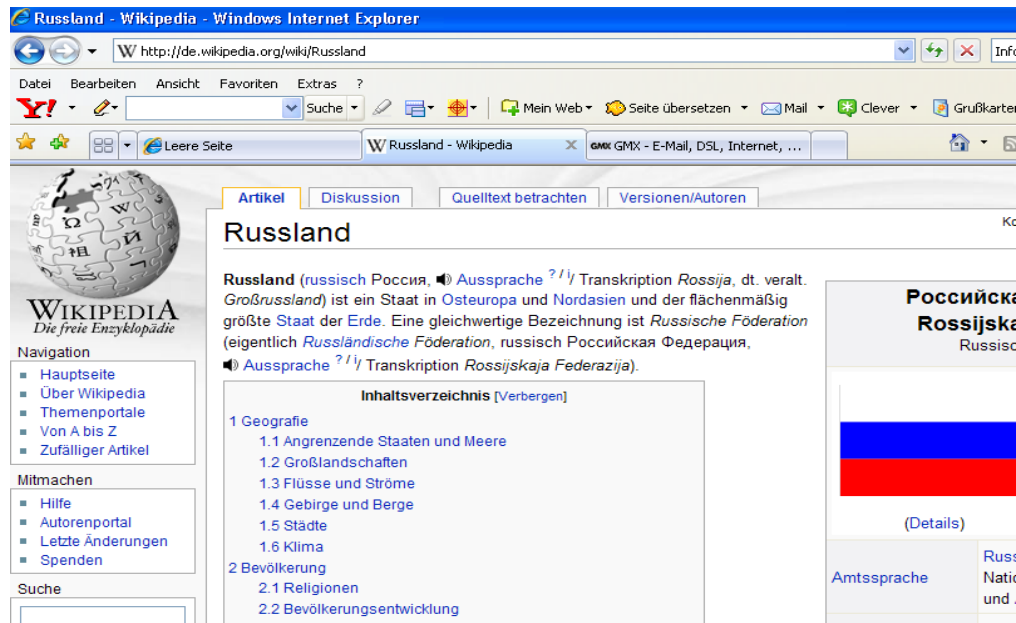 Russland - Wikipedia - Windows Internet Explorer
http://de.wikipedia.org/wiki/Russland
Datei Bearbeiten Ansicht Favoriten Extras ?
Y! Suche Mein Web Seite übersetzen Mail Clever Grußkarten
Leere Seite Russland - Wikipedia GMX - E-Mail, DSL, Internet, ...
Artikel Diskussion Quelltext betrachten Versionen/Autoren
Russland
Russland (russisch Россия, Aussprache ?/i/ Transkription Rossija, dt. veralt.
Großrussland) ist ein Staat in Osteuropa und Nordasien und der flächenmäßig
größte Staat der Erde. Eine gleichwertige Bezeichnung ist Russische Föderation
(eigentlich Russländische Föderation, russisch Российская Федерация,
Aussprache ?/i/ Transkription Rossijskaja Federazija).
WIKIPEDIA
Die freie Enzyklopädie
Navigation
Hauptseite
Über Wikipedia
Themenportale
Von A bis Z
Zufälliger Artikel
Mitmachen
Hilfe
Autorenportal
Letzte Änderungen
Spenden
Suche
Inhaltsverzeichnis [Verbergen]
1 Geografie
1.1 Angrenzende Staaten und Meere
1.2 Großlandschaften
1.3 Flüsse und Ströme
1.4 Gebirge und Berge
1.5 Städte
1.6 Klima
2 Bevölkerung
2.1 Religionen
2.2 Bevölkerungsentwicklung
(Details)
Amtssprache
und